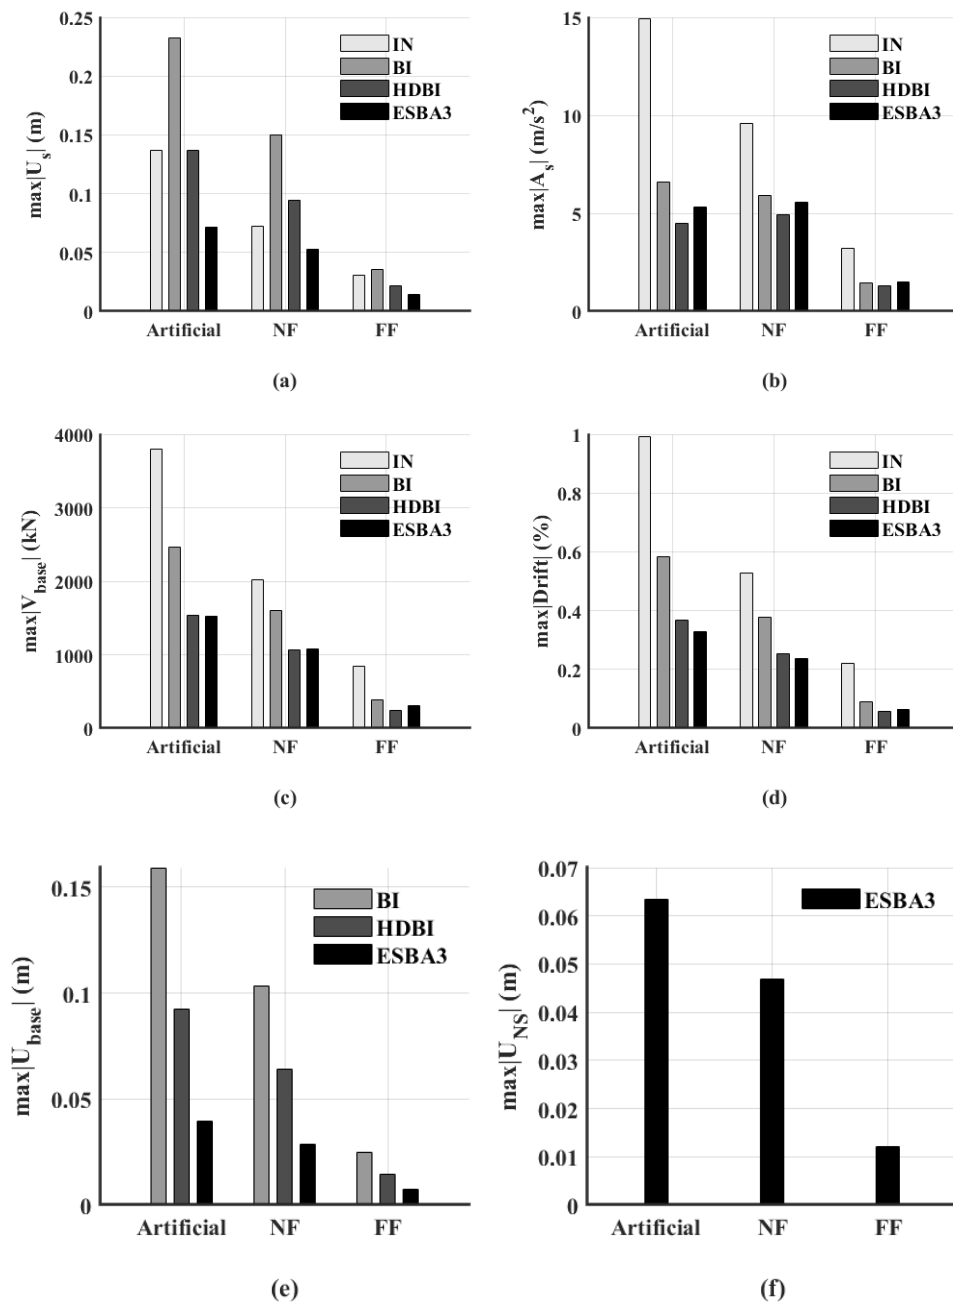 max|U_s| (m)
0.25
0.2
0.15
0.1
0.05
0
IN
BI
HDBI
ESBA3
Artificial NF FF
(a)
max|A_s| (m/s^2)
15
10
5
0
IN
BI
HDBI
ESBA3
Artificial NF FF
(b)
max|V_base| (kN)
4000
3000
2000
1000
0
IN
BI
HDBI
ESBA3
Artificial NF FF
(c)
max|Drift| (%)
1
0.8
0.6
0.4
0.2
0
IN
BI
HDBI
ESBA3
Artificial NF FF
(d)
max|U_base| (m)
0.15
0.1
0.05
0
BI
HDBI
ESBA3
Artificial NF FF
(e)
max|U_NS| (m)
0.07
0.06
0.05
0.04
0.03
0.02
0.01
0
ESBA3
Artificial NF FF
(f)